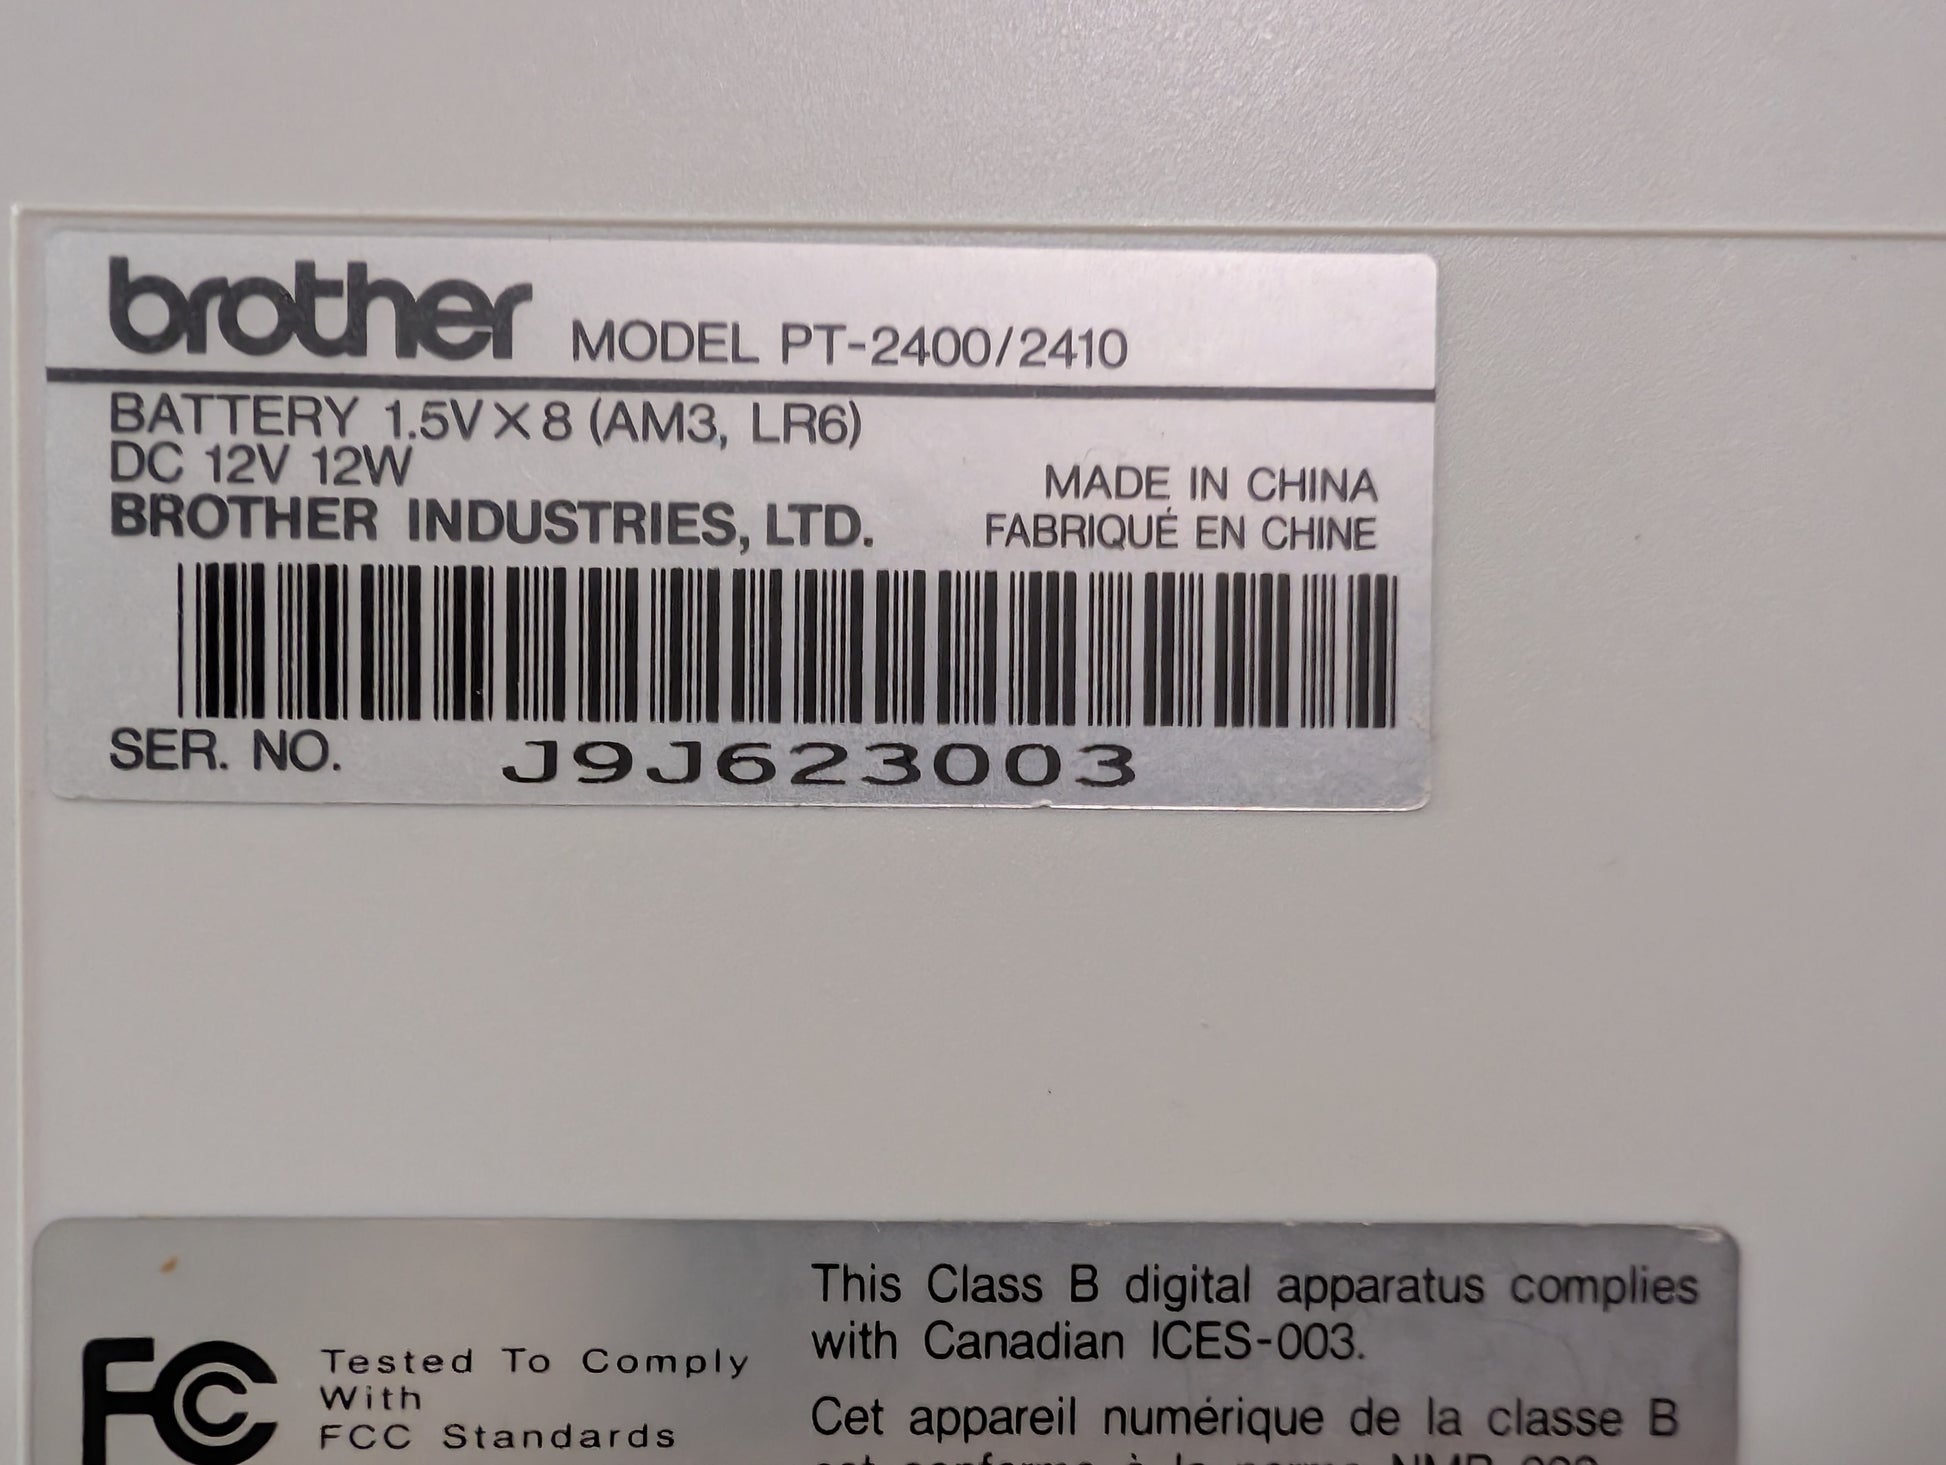 brother MODEL PT-2400/2410
BATTERY 1.5V×8 (AM3, LR6)
DC 12V 12W
BROTHER INDUSTRIES, LTD.
MADE IN CHINA
FABRIQUÉ EN CHINE
SER. NO. J9J623003
FC
Tested To Comply
With
FCC Standards
This Class B digital apparatus complies
with Canadian ICES-003.
Cet appareil numérique de la classe B